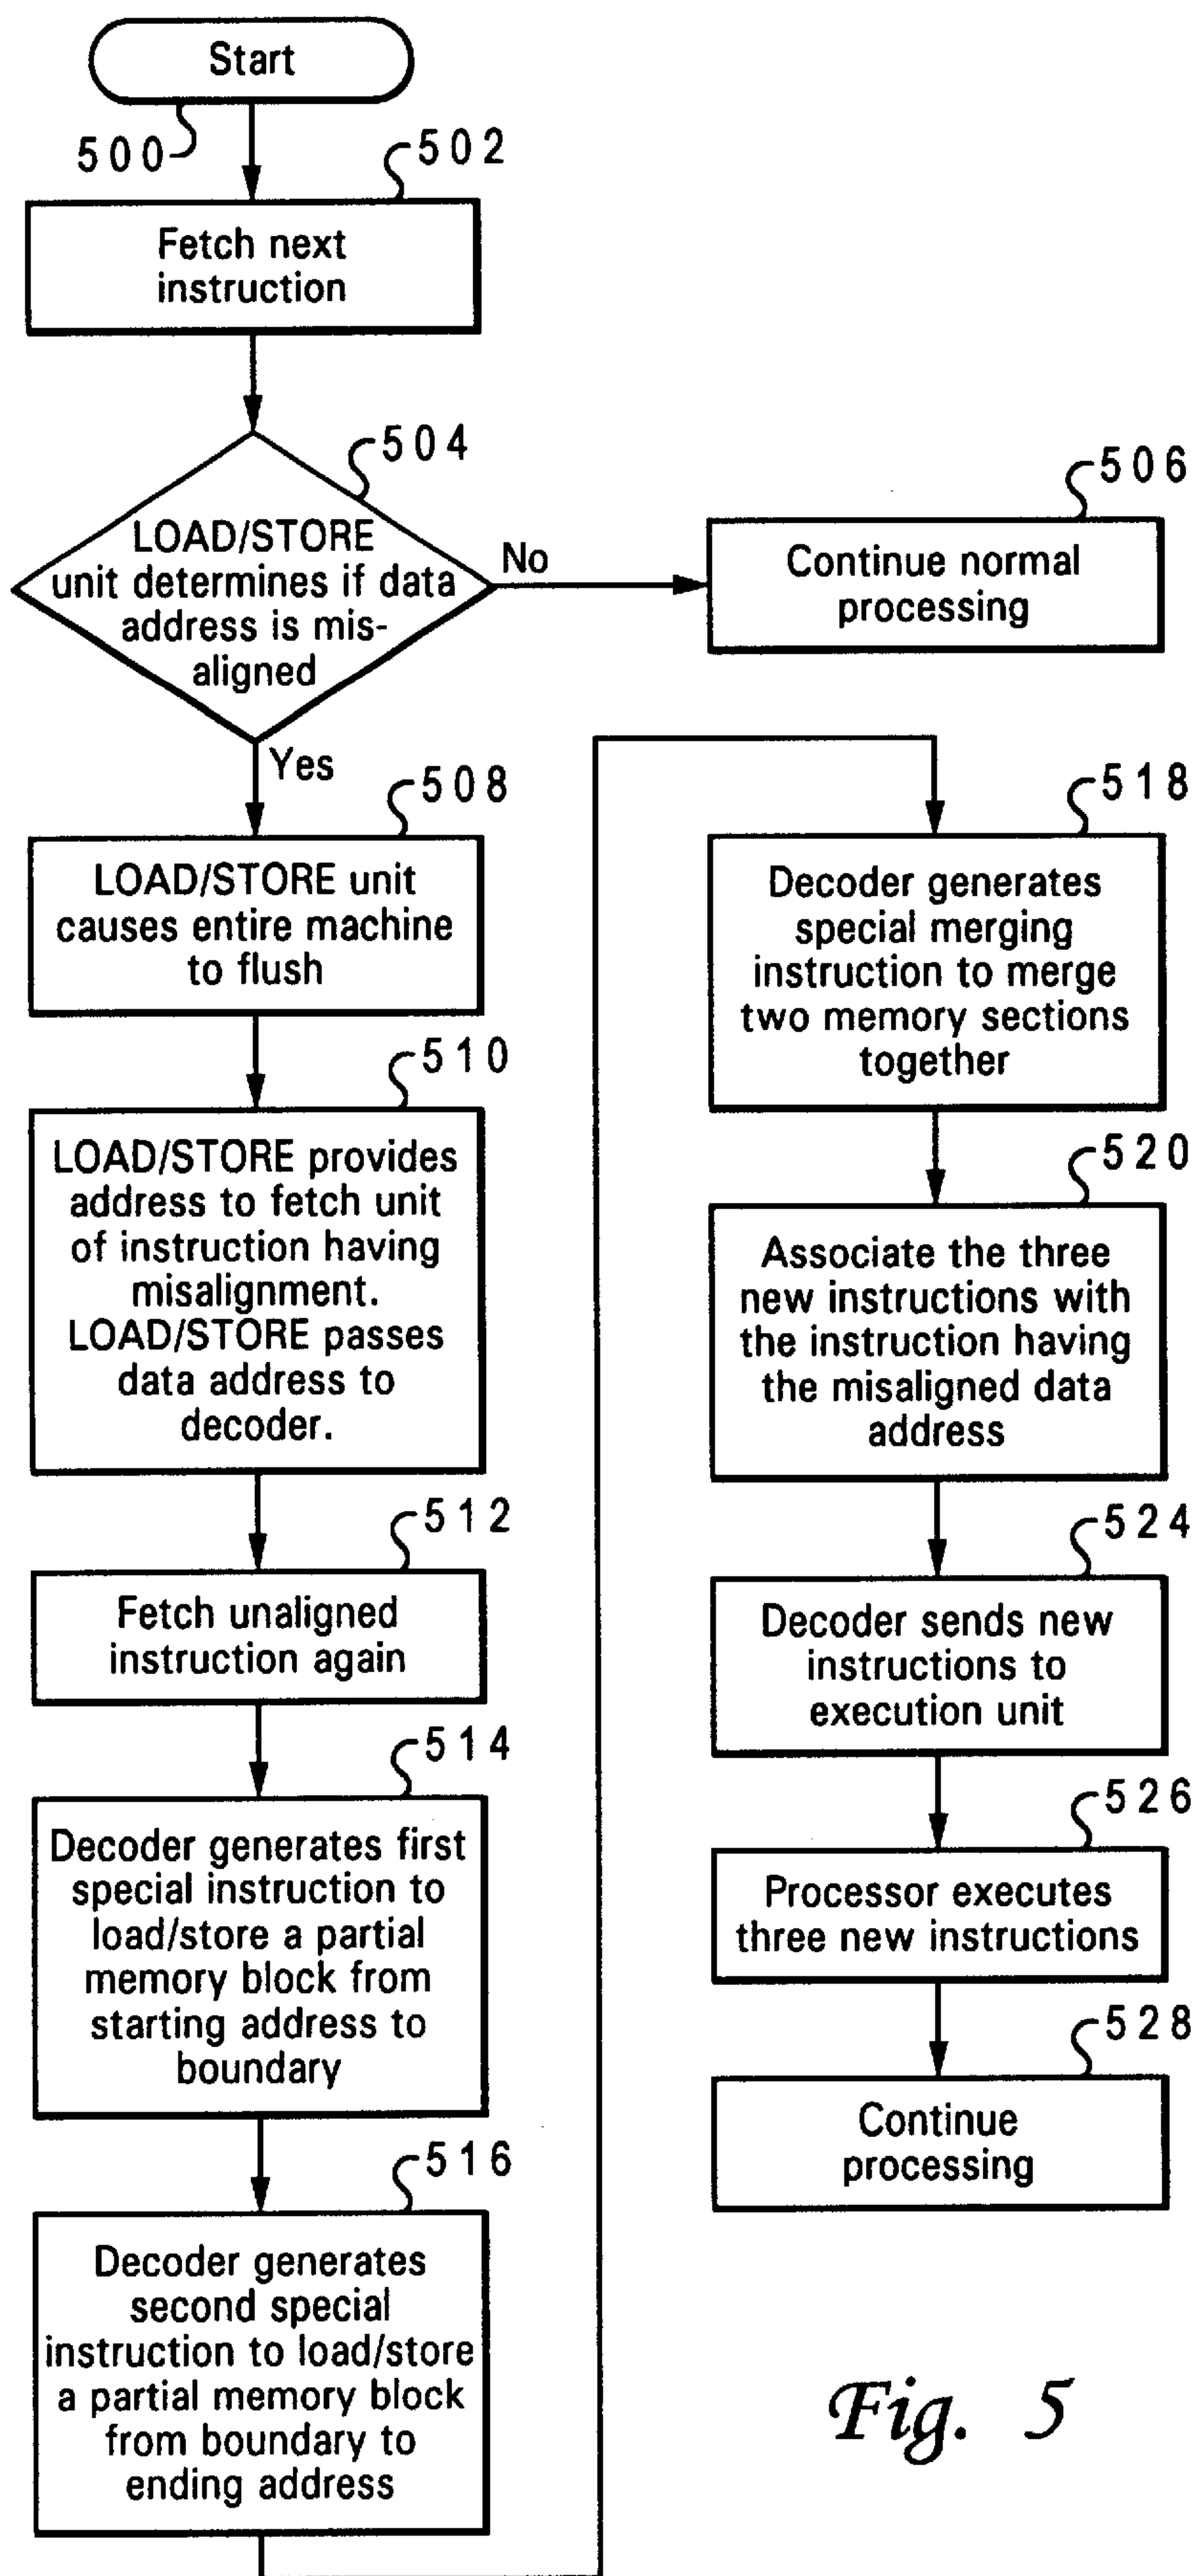 Start
500
502
Fetch next
instruction
504
LOAD/STORE
unit determines if data
address is mis-
aligned
No
506
Continue normal
processing
Yes
508
LOAD/STORE unit
causes entire machine
to flush
510
LOAD/STORE provides
address to fetch unit
of instruction having
misalignment.
LOAD/STORE passes
data address to
decoder.
512
Fetch unaligned
instruction again
514
Decoder generates first
special instruction to
load/store a partial
memory block from
starting address to
boundary
516
Decoder generates
second special
instruction to load/store
a partial memory block
from boundary to
ending address
518
Decoder generates
special merging
instruction to merge
two memory sections
together
520
Associate the three
new instructions with
the instruction having
the misaligned data
address
524
Decoder sends new
instructions to
execution unit
526
Processor executes
three new instructions
528
Continue
processing
Fig. 5